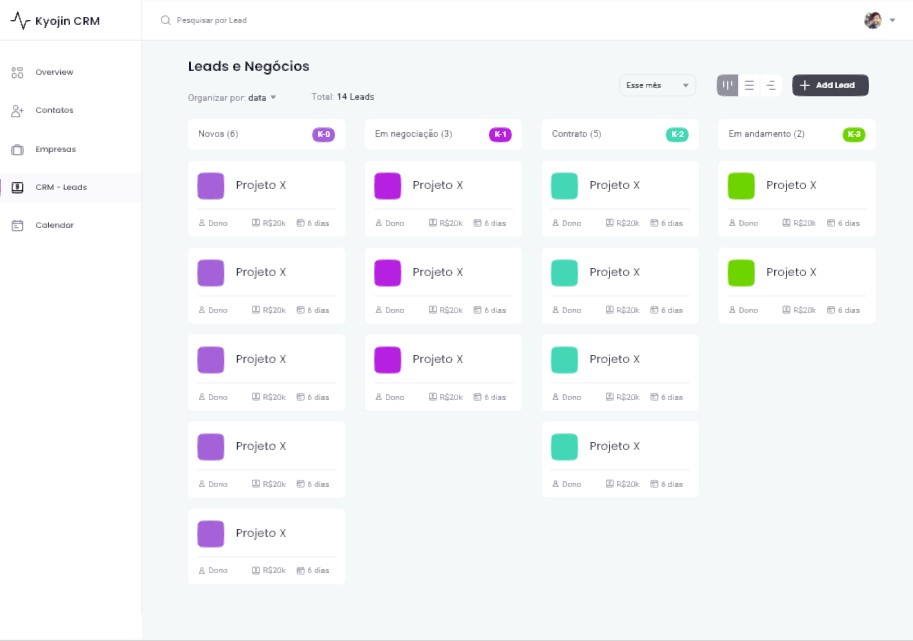 Kyojin CRM
Pesquisar por Lead
Overview
Contatos
Empresas
CRM - Leads
Calendar
Leads e Negócios
Organizar por: data
Total: 14 Leads
Esse mês
Add Lead
Novos (6)
K-0
Projeto X
Dono R$20k 6 dias
Projeto X
Dono R$20k 6 dias
Projeto X
Dono R$20k 6 dias
Projeto X
Dono R$20k 6 dias
Projeto X
Dono R$20k 6 dias
Em negociação (3)
K-1
Projeto X
Dono R$20k 6 dias
Projeto X
Dono R$20k 6 dias
Projeto X
Dono R$20k 6 dias
Contrato (5)
K-2
Projeto X
Dono R$20k 6 dias
Projeto X
Dono R$20k 6 dias
Projeto X
Dono R$20k 6 dias
Projeto X
Dono R$20k 6 dias
Em andamento (2)
K-3
Projeto X
Dono R$20k 6 dias
Projeto X
Dono R$20k 6 dias